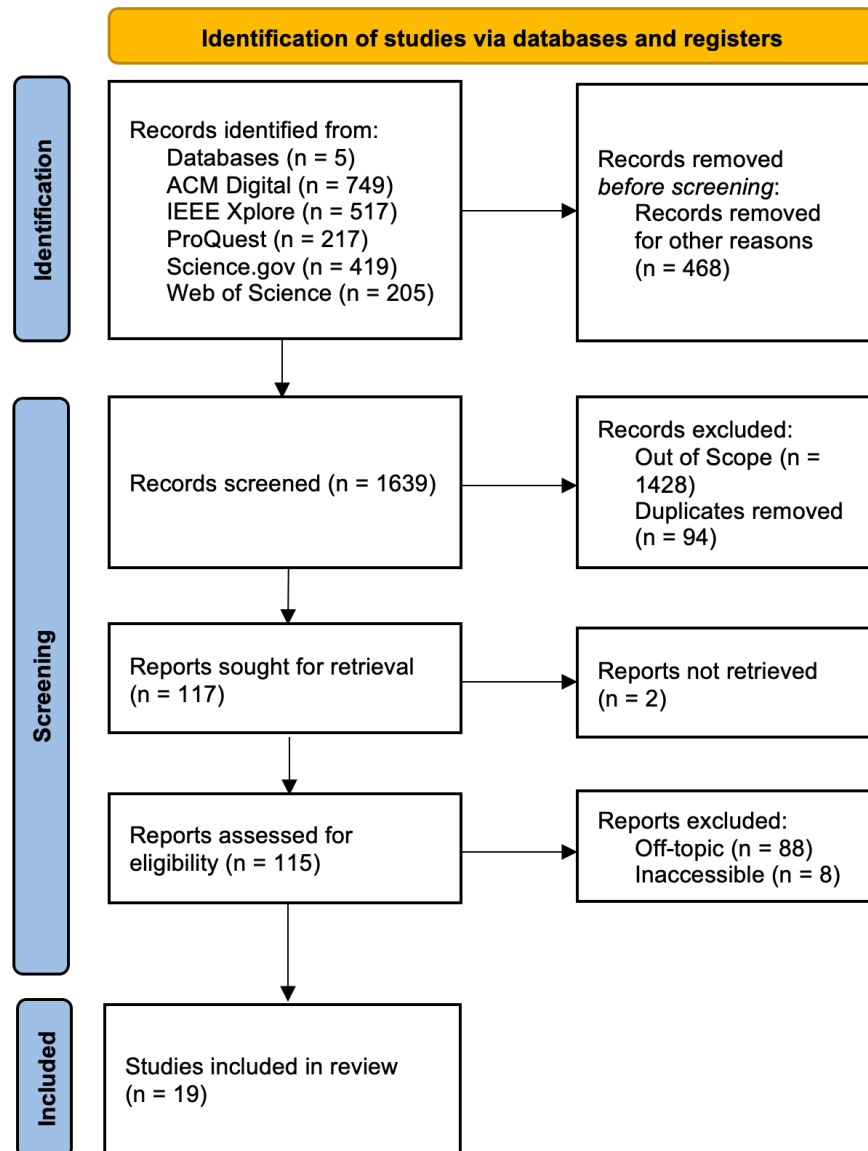 Identification of studies via databases and registers
Identification
Records identified from:
Databases (n = 5)
ACM Digital (n = 749)
IEEE Xplore (n = 517)
ProQuest (n = 217)
Science.gov (n = 419)
Web of Science (n = 205)
Records removed
before screening:
Records removed
for other reasons
(n = 468)
Screening
Records screened (n = 1639)
Records excluded:
Out of Scope (n =
1428)
Duplicates removed
(n = 94)
Reports sought for retrieval
(n = 117)
Reports not retrieved
(n = 2)
Reports assessed for
eligibility (n = 115)
Reports excluded:
Off-topic (n = 88)
Inaccessible (n = 8)
Included
Studies included in review
(n = 19)